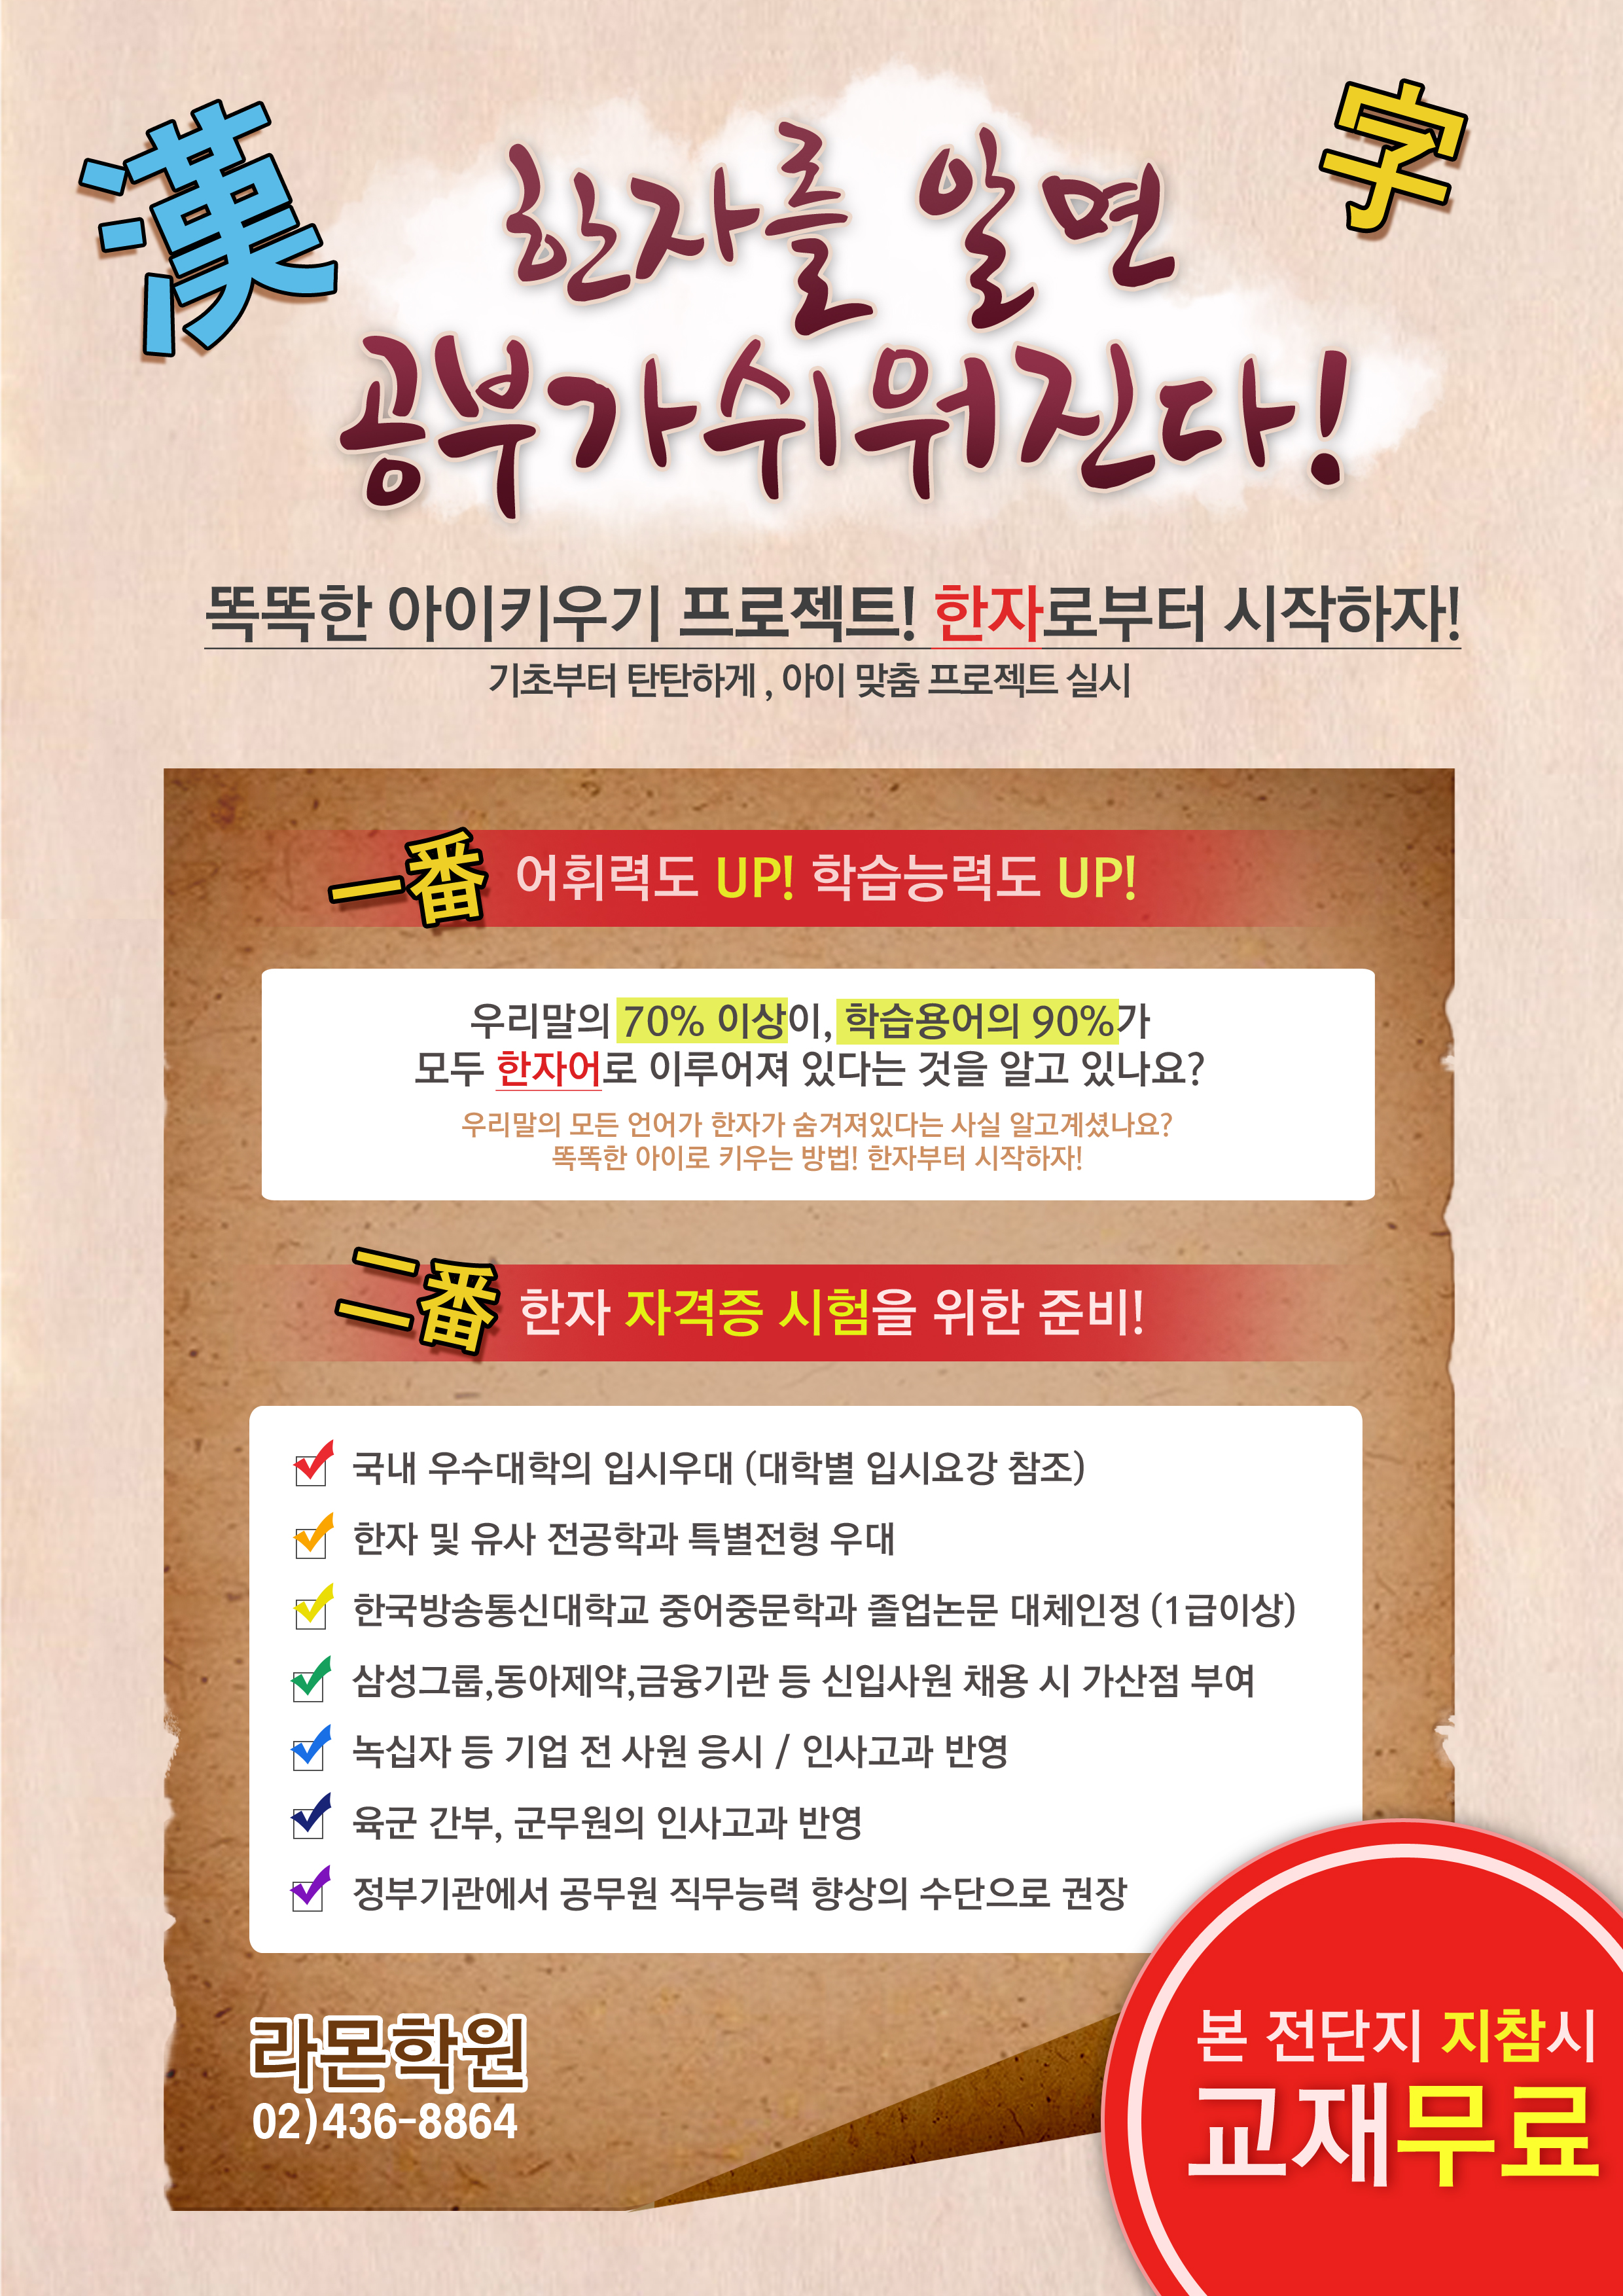 漢
字
한자를 알면
공부가쉬워진다!
똑똑한 아이키우기 프로젝트! 한자로부터 시작하자!
기초부터 탄탄하게 , 아이 맞춤 프로젝트 실시
一番 어휘력도 UP! 학습능력도 UP!
우리말의 70% 이상이, 학습용어의 90%가
모두 한자어로 이루어져 있다는 것을 알고 있나요?
우리말의 모든 언어가 한자가 숨겨져있다는 사실 알고계셨나요?
똑똑한 아이로 키우는 방법! 한자부터 시작하자!
二番 한자 자격증 시험을 위한 준비!
국내 우수대학의 입시우대 (대학별 입시요강 참조)
한자 및 유사 전공학과 특별전형 우대
한국방송통신대학교 중어중문학과 졸업논문 대체인정 (1급이상)
삼성그룹,동아제약,금융기관 등 신입사원 채용 시 가산점 부여
녹십자 등 기업 전 사원 응시 / 인사고과 반영
육군 간부, 군무원의 인사고과 반영
정부기관에서 공무원 직무능력 향상의 수단으로 권장
라몬학원
02)436-8864
본 전단지 지참시
교재무료